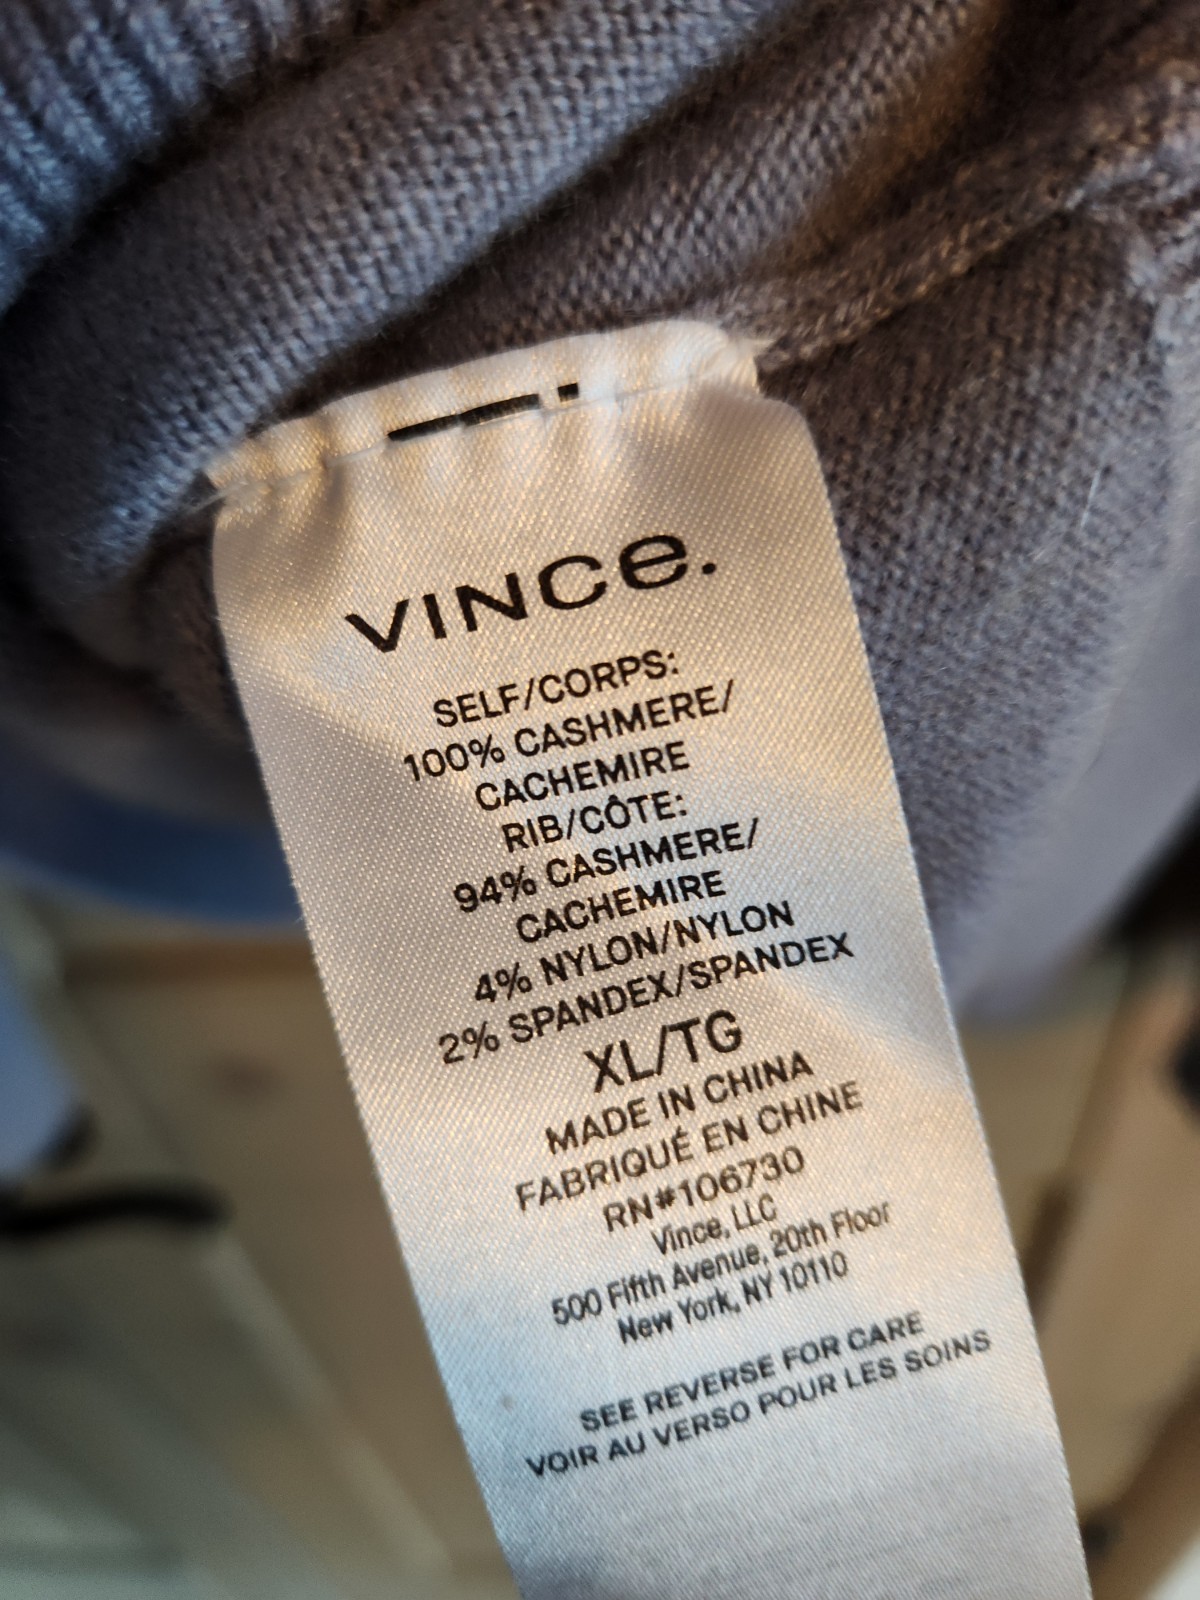 VINCe.
SELF/CORPS:
100% CASHMERE/
CACHEMIRE
RIB/CÔTE:
94% CASHMERE/
CACHEMIRE
4% NYLON/NYLON
2% SPANDEX/SPANDEX
XL/TG
MADE IN CHINA
FABRIQUÉ EN CHINE
RN#106730
Vince, LLC
500 Fifth Avenue, 20th Floor
New York, NY 10110
SEE REVERSE FOR CARE
VOIR AU VERSO POUR LES SOINS